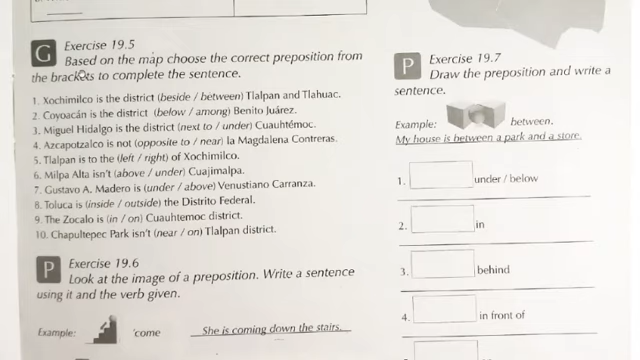 G Exercise 19.5
Based on the map choose the correct preposition from
the brackets to complete the sentence.
1. Xochimilco is the district (beside / between) Tlalpan and Tlahuac.
2. Coyoacán is the district (below / among) Benito Juárez.
3. Miguel Hidalgo is the district (next to / under) Cuauhtémoc.
4. Azcapotzalco is not (opposite to / near) la Magdalena Contreras.
5. Tlalpan is to the (left / right) of Xochimilco.
6. Milpa Alta isn't (above / under) Cuajimalpa.
7. Gustavo A. Madero is (under / above) Venustiano Carranza.
8. Toluca is (inside / outside) the Distrito Federal.
9. The Zocalo is (in / on) Cuauhtemoc district.
10. Chapultepec Park isn't (near / on) Tlalpan district.
P Exercise 19.6
Look at the image of a preposition. Write a sentence
using it and the verb given.
Example: 'come She is coming down the stairs.
P Exercise 19.7
Draw the preposition and write a
sentence.
Example: between.
My house is between a park and a store.
1. under / below
2. in
3. behind
4. in front of